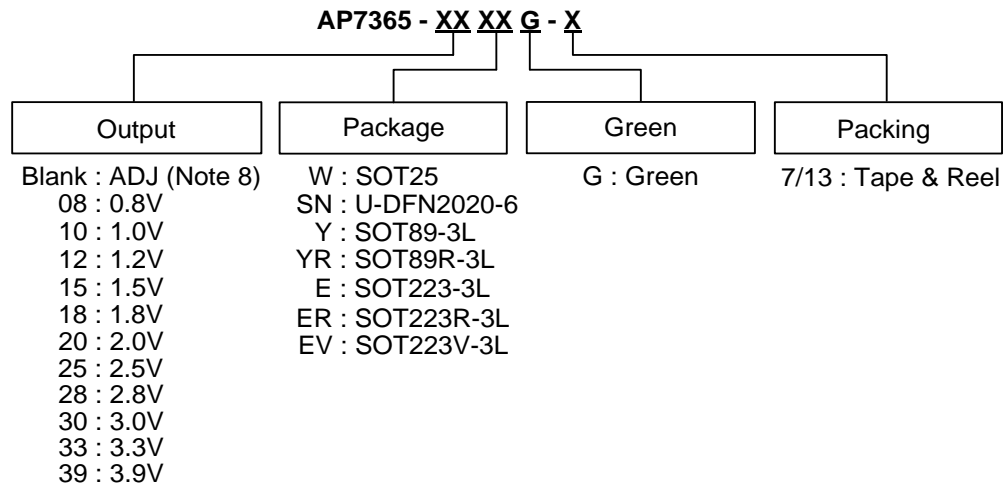 AP7365 - XX XX G - X
Output
Package
Green
Packing
Blank : ADJ (Note 8)
08 : 0.8V
10 : 1.0V
12 : 1.2V
15 : 1.5V
18 : 1.8V
20 : 2.0V
25 : 2.5V
28 : 2.8V
30 : 3.0V
33 : 3.3V
39 : 3.9V
W : SOT25
SN : U-DFN2020-6
Y : SOT89-3L
YR : SOT89R-3L
E : SOT223-3L
ER : SOT223R-3L
EV : SOT223V-3L
G : Green
7/13 : Tape & Reel